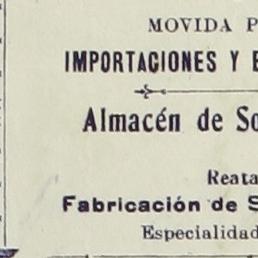 MOVIDA P
IMPORTACIONES Y E
Almacén de So
Reata
Fabricación de S
Especialidad